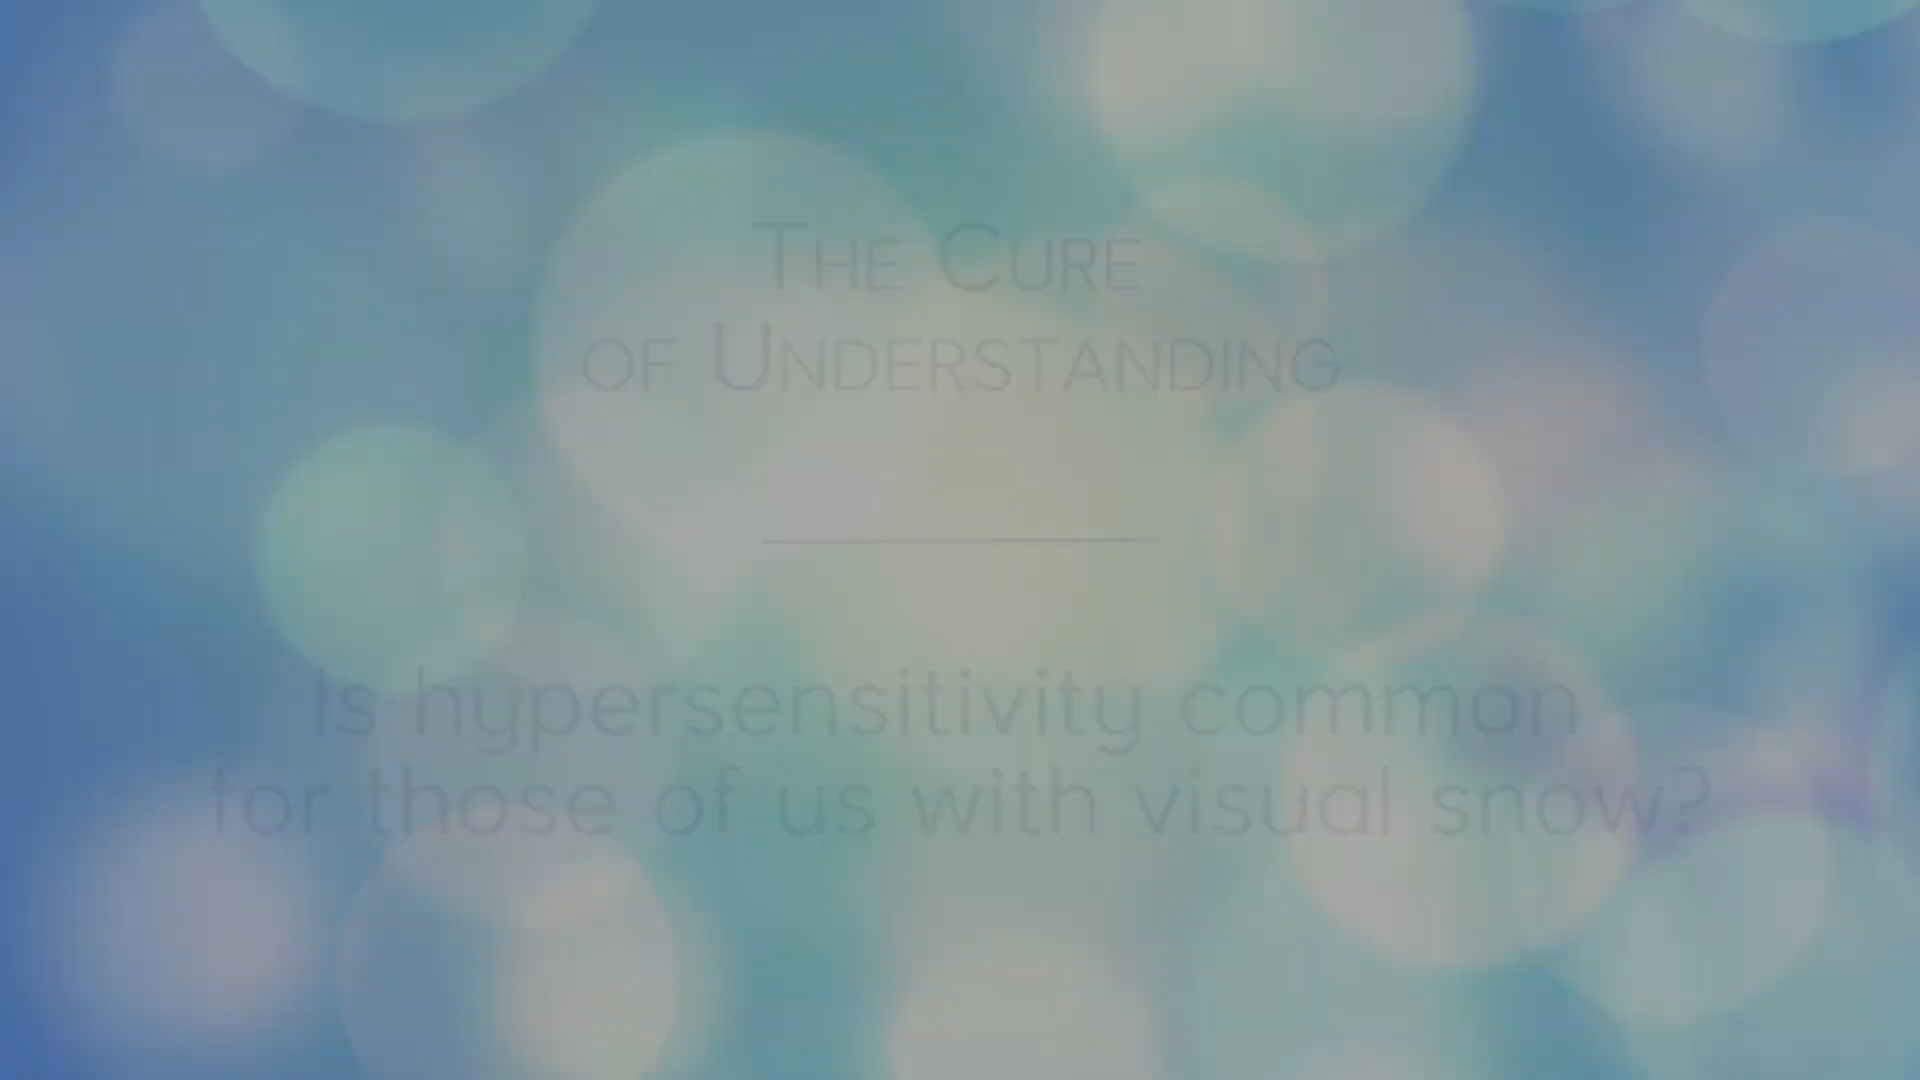 The Cure
of Understanding
Is hypersensitivity common
for those of us with visual snow?